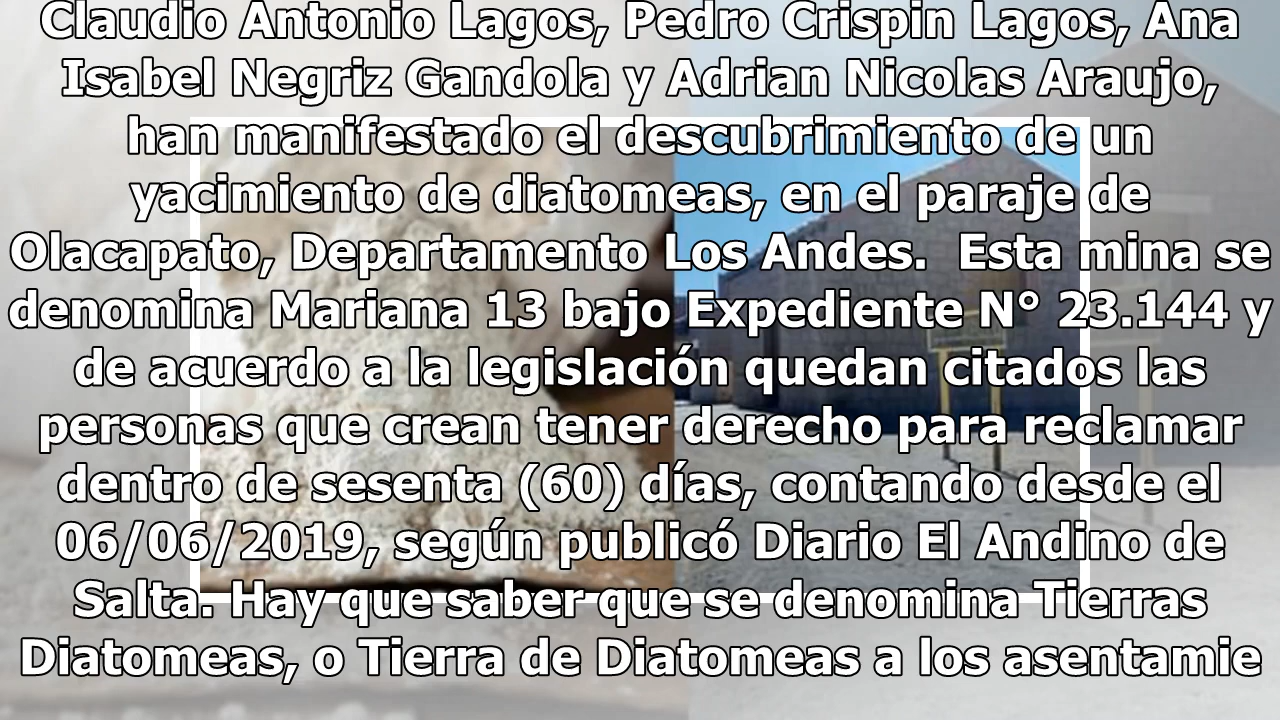 Claudio Antonio Lagos, Pedro Crispin Lagos, Ana
Isabel Negriz Gandola y Adrian Nicolas Araujo,
han manifestado el descubrimiento de un
yacimiento de diatomeas, en el paraje de
Olacapato, Departamento Los Andes.  Esta mina se
denomina Mariana 13 bajo Expediente N° 23.144 y
de acuerdo a la legislación quedan citados las
personas que crean tener derecho para reclamar
dentro de sesenta (60) días, contando desde el
06/06/2019, según publicó Diario El Andino de
Salta. Hay que saber que se denomina Tierras
Diatomeas, o Tierra de Diatomeas a los asentamie